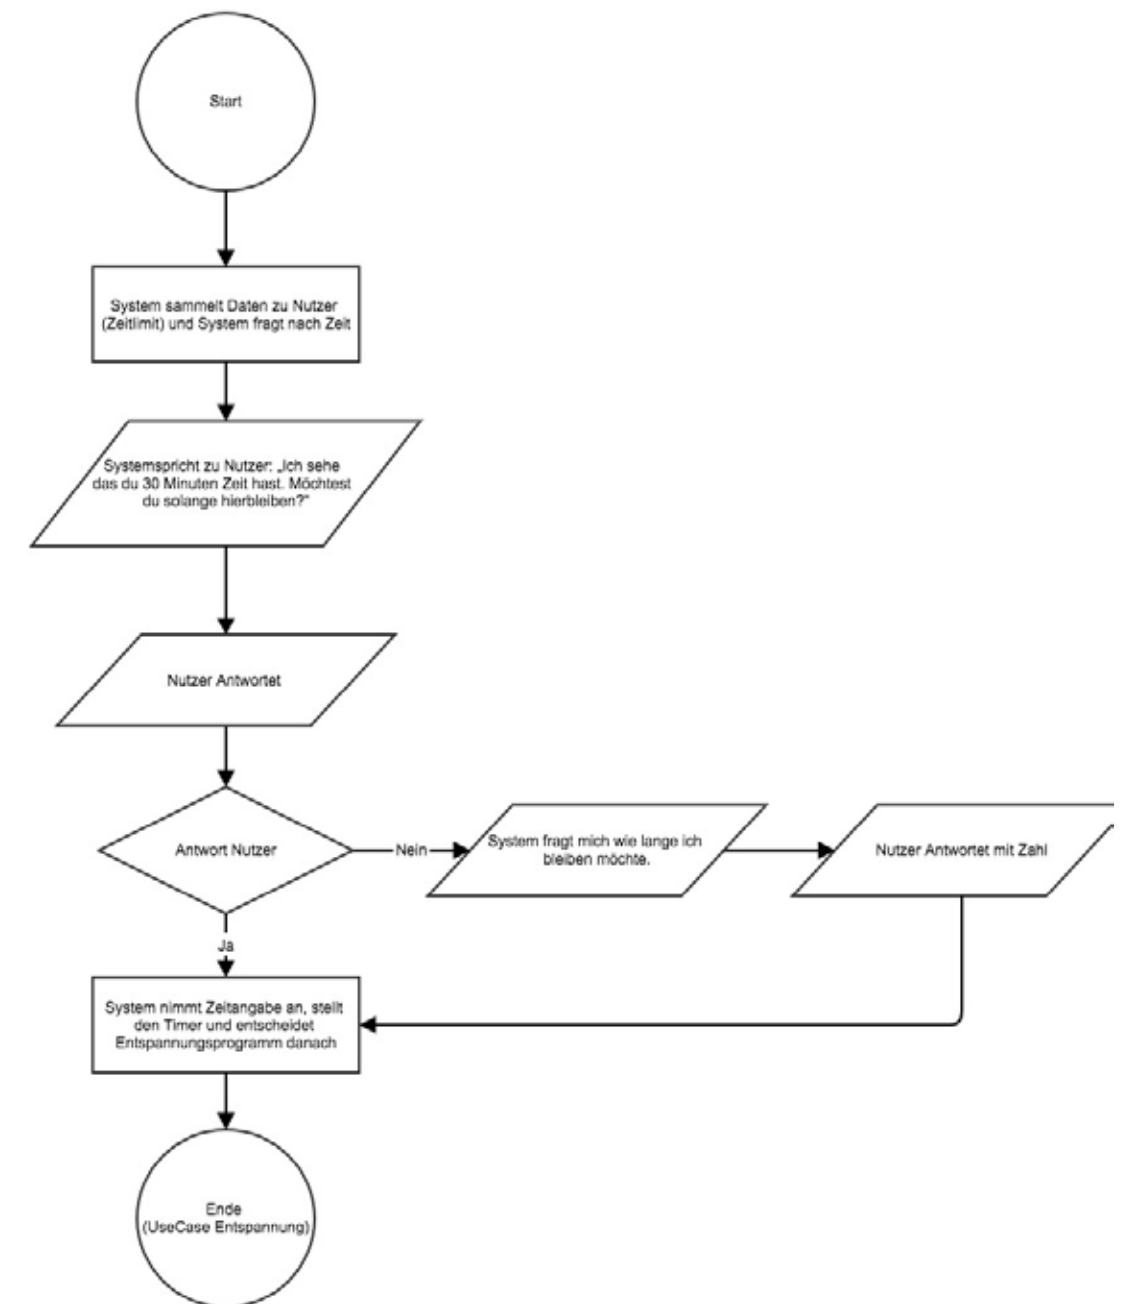 Start
System sammelt Daten zu Nutzer
(Zeitlimit) und System fragt nach Zeit
Systemspricht zu Nutzer: „Ich sehe
das du 30 Minuten Zeit hast. Möchtest
du solange hierbleiben?"
Nutzer Antwortet
Antwort Nutzer
Nein
System fragt mich wie lange ich
bleiben möchte.
Nutzer Antwortet mit Zahl
Ja
System nimmt Zeitangabe an, stellt
den Timer und entscheidet
Entspannungsprogramm danach
Ende
(UseCase Entspannung)